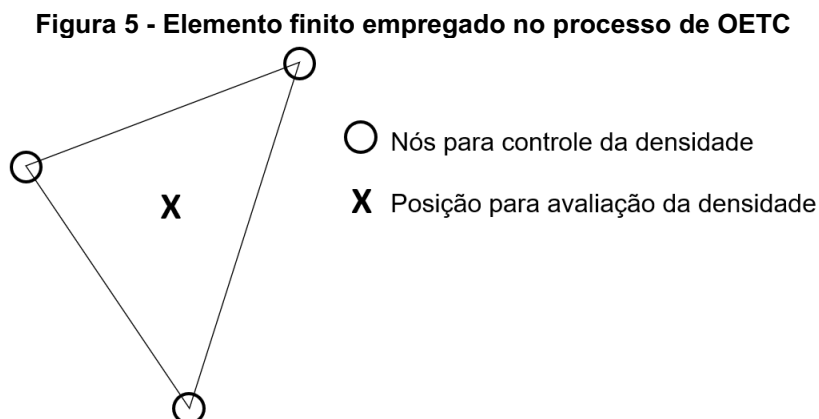 Figura 5 - Elemento finito empregado no processo de OETC
Nós para controle da densidade
X
X Posição para avaliação da densidade